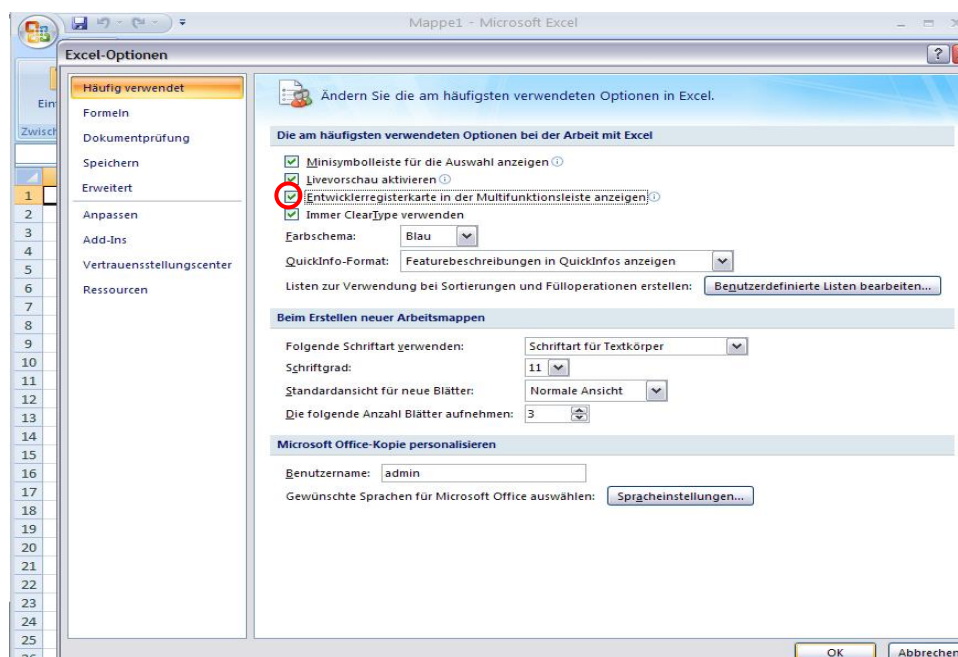 Mappe1 - Microsoft Excel
Excel-Optionen
Häufig verwendet
Formeln
Dokumentprüfung
Speichern
Erweitert
Anpassen
Add-Ins
Vertrauensstellungscenter
Ressourcen
Ändern Sie die am häufigsten verwendeten Optionen in Excel.
Die am häufigsten verwendeten Optionen bei der Arbeit mit Excel
Minisymbolleiste für die Auswahl anzeigen
Livevorschau aktivieren
Entwicklerregisterkarte in der Multifunktionsleiste anzeigen
Immer ClearType verwenden
Farbschema: Blau
QuickInfo-Format: Featurebeschreibungen in QuickInfos anzeigen
Listen zur Verwendung bei Sortierungen und Fülloperationen erstellen: Benutzerdefinierte Listen bearbeiten...
Beim Erstellen neuer Arbeitsmappen
Folgende Schriftart verwenden: Schriftart für Textkörper
Schriftgrad: 11
Standardansicht für neue Blätter: Normale Ansicht
Die folgende Anzahl Blätter aufnehmen: 3
Microsoft Office-Kopie personalisieren
Benutzername: admin
Gewünschte Sprachen für Microsoft Office auswählen: Spracheinstellungen...
OK Abbrechen
Ein
Zwisch
1
2
3
4
5
6
7
8
9
10
11
12
13
14
15
16
17
18
19
20
21
22
23
24
25